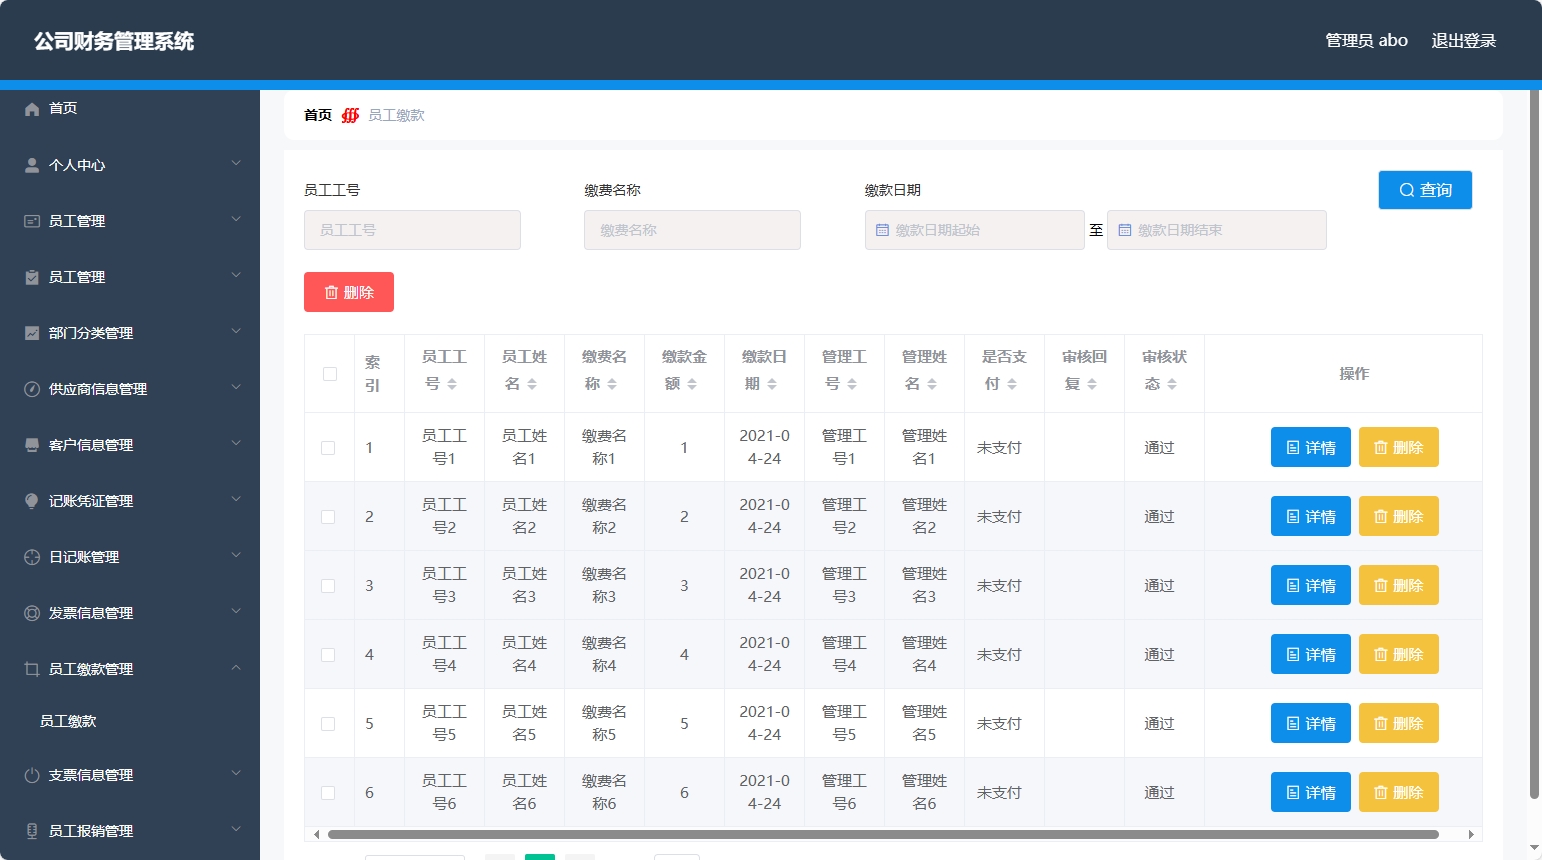 公司财务管理系统
管理员 abo 退出登录
首页
个人中心
员工管理
员工管理
部门分类管理
供应商信息管理
客户信息管理
记账凭证管理
日记账管理
发票信息管理
员工缴款管理
员工缴款
支票信息管理
员工报销管理
首页 员工缴款
员工工号 缴费名称 缴款日期
查询
员工工号 缴费名称 缴款日期起始 至 缴款日期结束
删除
索引 员工工号 员工姓名 缴费名称 缴款金额 缴款日期 管理工号 管理姓名 是否支付 审核回复 审核状态 操作
1 员工工号1 员工姓名1 缴费名称1 1 2021-04-24 管理工号1 管理姓名1 未支付 通过 详情 删除
2 员工工号2 员工姓名2 缴费名称2 2 2021-04-24 管理工号2 管理姓名2 未支付 通过 详情 删除
3 员工工号3 员工姓名3 缴费名称3 3 2021-04-24 管理工号3 管理姓名3 未支付 通过 详情 删除
4 员工工号4 员工姓名4 缴费名称4 4 2021-04-24 管理工号4 管理姓名4 未支付 通过 详情 删除
5 员工工号5 员工姓名5 缴费名称5 5 2021-04-24 管理工号5 管理姓名5 未支付 通过 详情 删除
6 员工工号6 员工姓名6 缴费名称6 6 2021-04-24 管理工号6 管理姓名6 未支付 通过 详情 删除